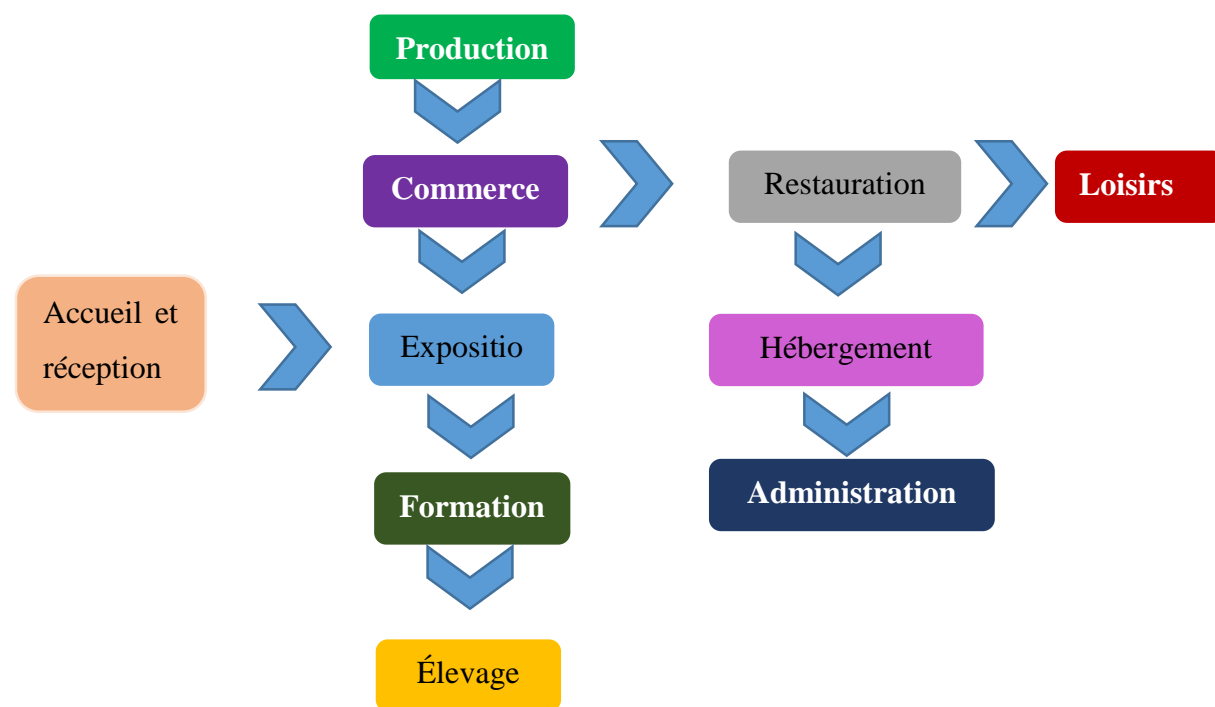 Production
Commerce
Restauration
Loisirs
Accueil et
réception
Expositio
Hébergement
Formation
Administration
Élevage